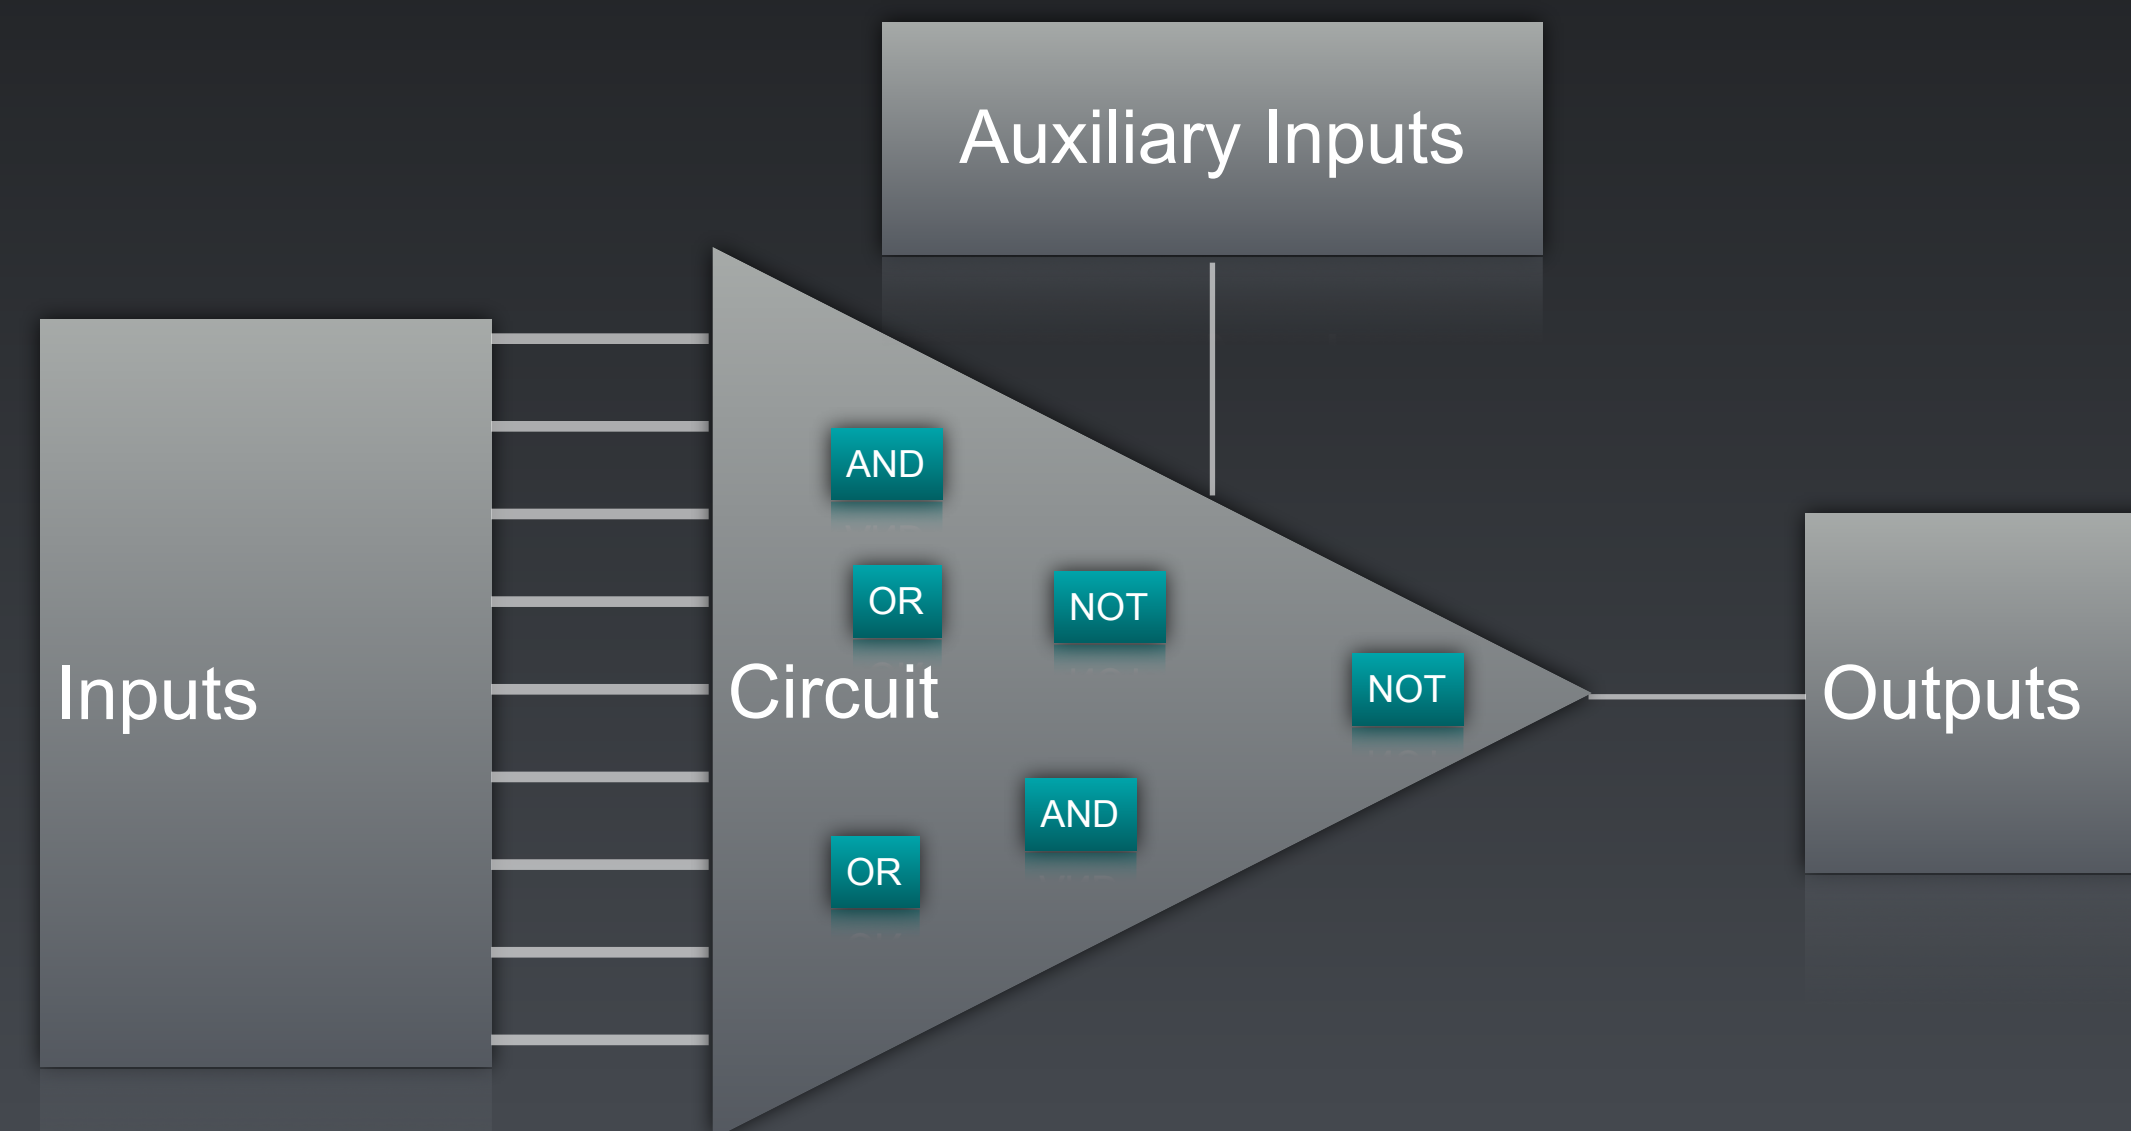 Auxiliary Inputs
Inputs
Circuit
AND
OR
NOT
NOT
AND
OR
Outputs